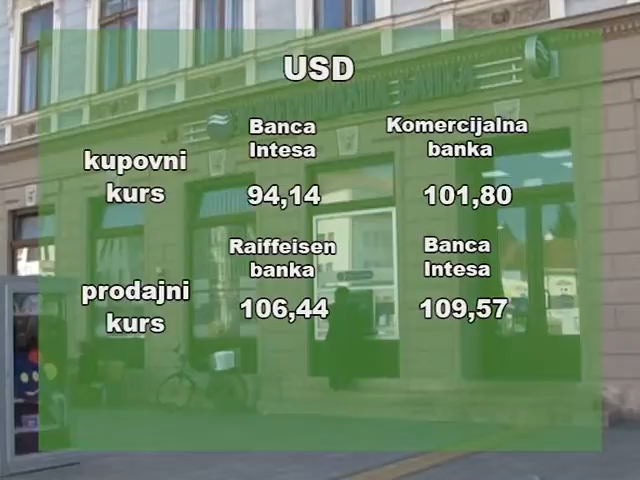 USD
Banca
Intesa
Komercijalna
banka
kupovni
kurs
94,14
101,80
Raiffeisen
banka
Banca
Intesa
prodajni
kurs
106,44
109,57